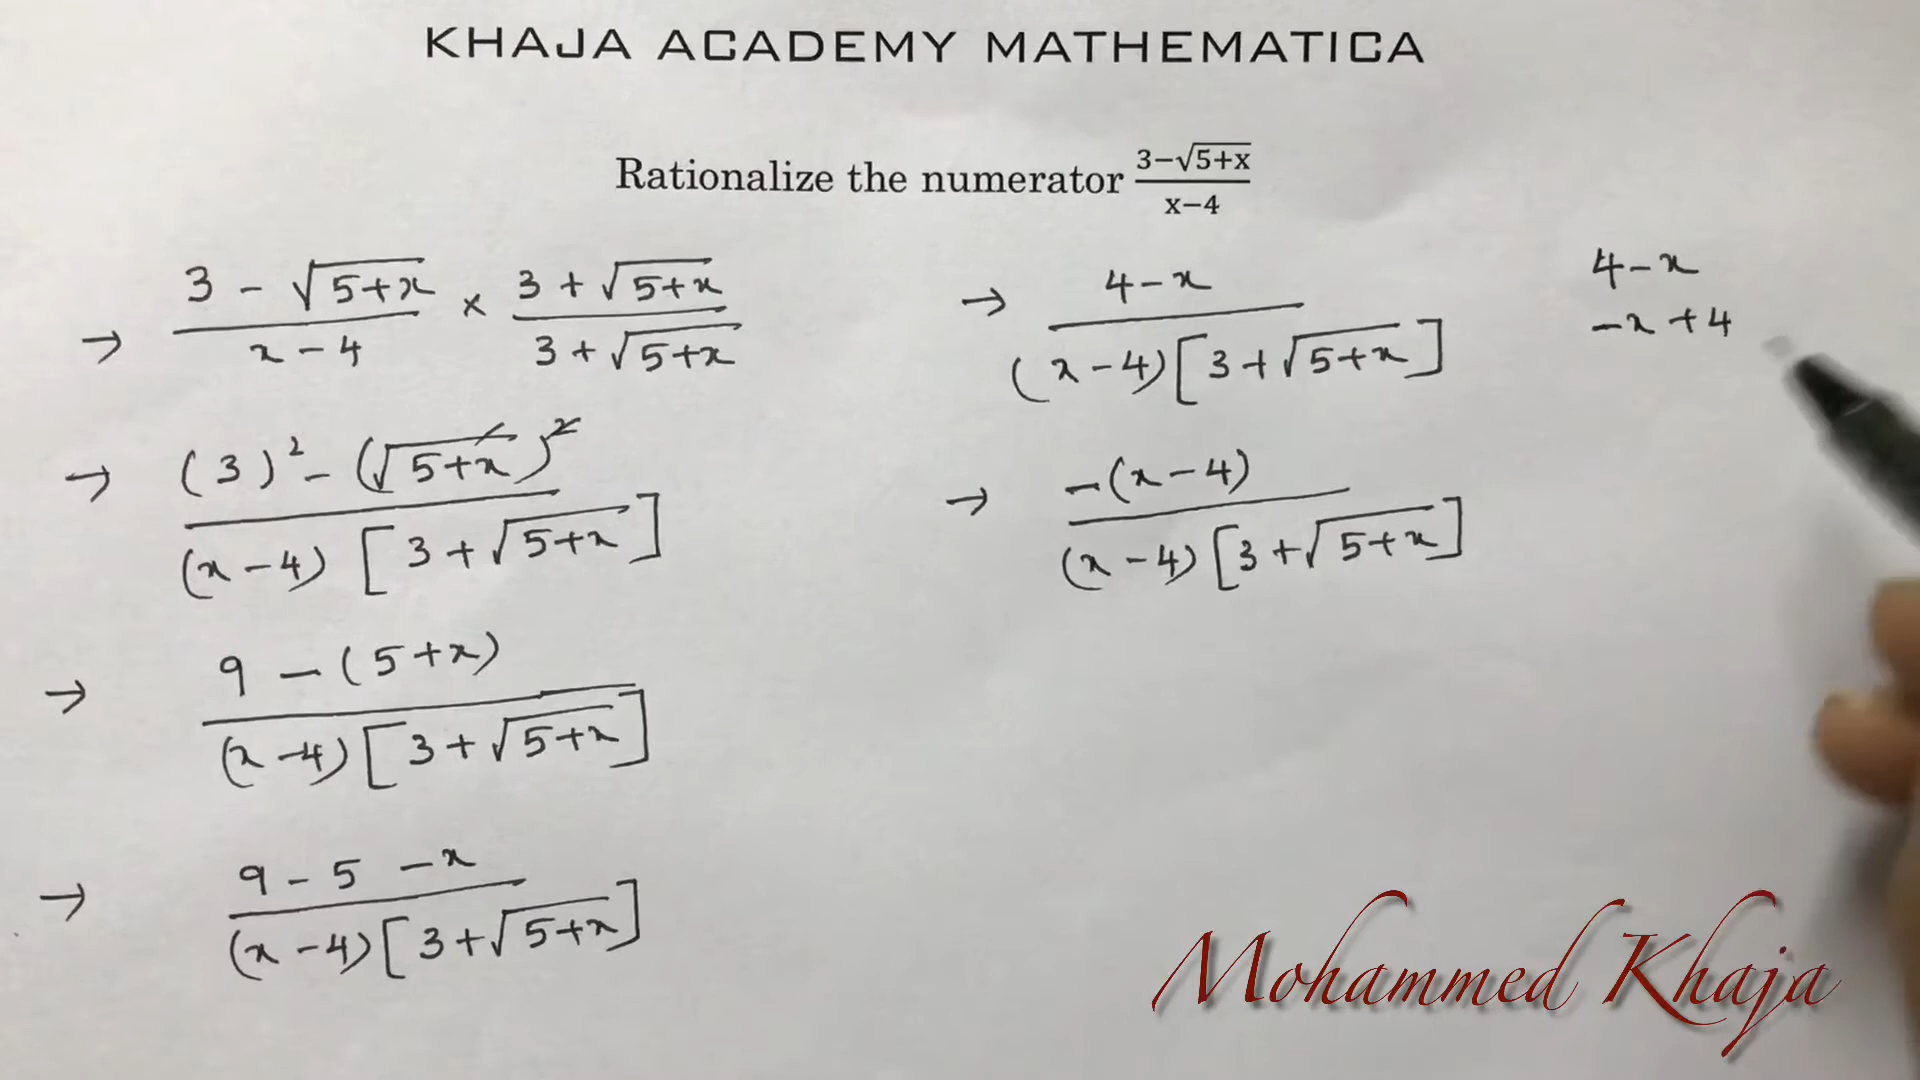 KHAJA ACADEMY MATHEMATICA
Rationalize the numerator (3−√(5+x))/(x−4)
→ (3 − √(5+x))/(x − 4) × (3 + √(5+x))/(3 + √(5+x))
→ ((3)² − (√(5+x))²)/((x − 4) [3 + √(5+x)])
→ (9 − (5+x))/((x − 4)[3 + √(5+x)])
→ (9 − 5 − x)/((x − 4)[3 + √(5+x)])
→ (4 − x)/((x − 4)[3 + √(5+x)])
→ (−(x − 4))/((x − 4)[3 + √(5+x)])
4 − x
−x + 4
Mohammed Khaja